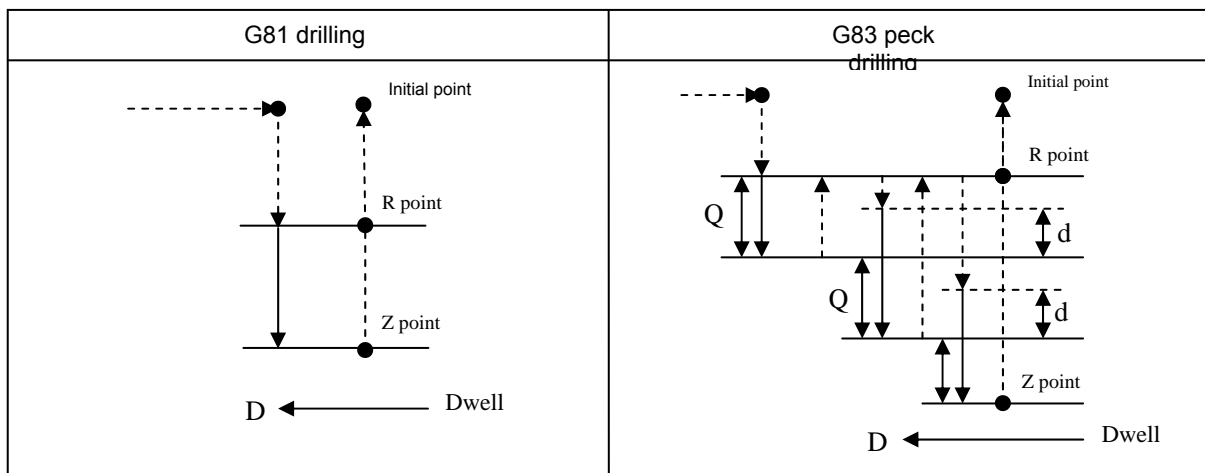 G81 drilling
Initial point
R point
Z point
D
Dwell
G83 peck
drilling
Initial point
R point
Q
d
Q
d
Z point
D
Dwell